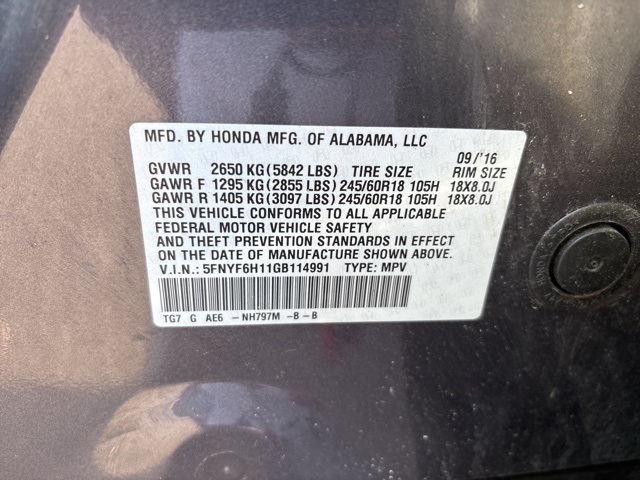 MFD. BY HONDA MFG. OF ALABAMA, LLC
09/'16
GVWR 2650 KG(5842 LBS) TIRE SIZE RIM SIZE
GAWR F 1295 KG(2855 LBS)245/60R18 105H 18X8.0J
GAWR R 1405 KG(3097 LBS)245/60R18 105H 18X8.0J
THIS VEHICLE CONFORMS TO ALL APPLICABLE
FEDERAL MOTOR VEHICLE SAFETY
AND THEFT PREVENTION STANDARDS IN EFFECT
ON THE DATE OF MANUFACTURE SHOWN ABOVE.
V.I.N.: 5FNYF6H11GB114991 TYPE: MPV
TG7 G AE6 -NH797M -B-B